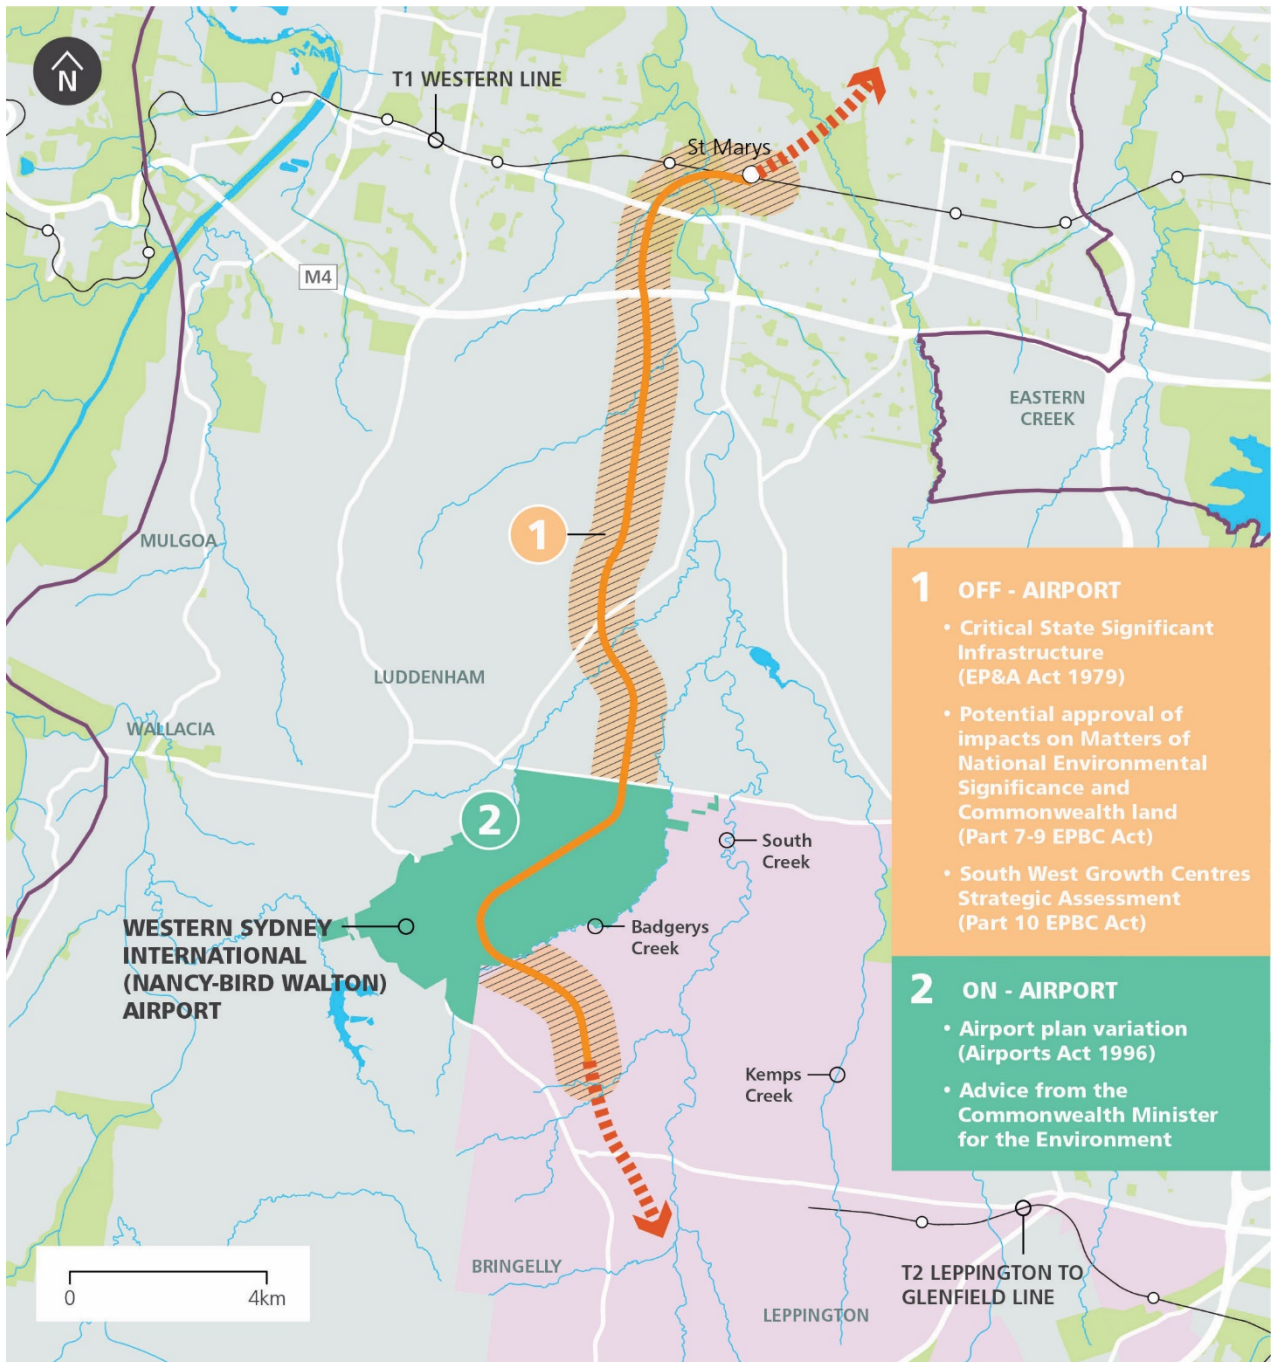 N
T1 WESTERN LINE
St Marys
M4
EASTERN
CREEK
1
MULGOA
LUDDENHAM
WALLACIA
2
South
Creek
WESTERN SYDNEY
INTERNATIONAL
(NANCY-BIRD WALTON)
AIRPORT
Badgerys
Creek
Kemps
Creek
BRINGELLY
LEPPINGTON
T2 LEPPINGTON TO
GLENFIELD LINE
0 4km
1 OFF - AIRPORT
• Critical State Significant
Infrastructure
(EP&A Act 1979)
• Potential approval of
impacts on Matters of
National Environmental
Significance and
Commonwealth land
(Part 7-9 EPBC Act)
• South West Growth Centres
Strategic Assessment
(Part 10 EPBC Act)
2 ON - AIRPORT
• Airport plan variation
(Airports Act 1996)
• Advice from the
Commonwealth Minister
for the Environment